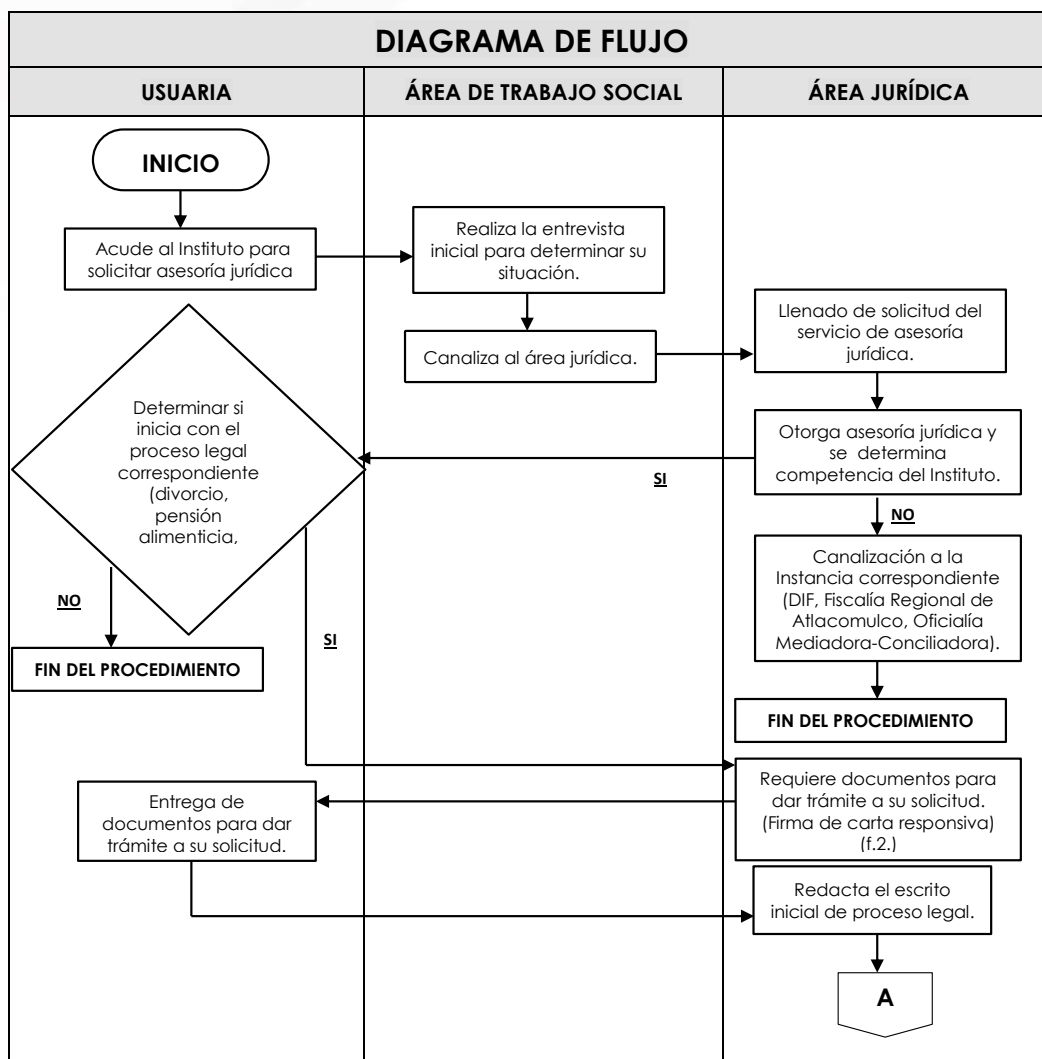 DIAGRAMA DE FLUJO
USUARIA
ÁREA DE TRABAJO SOCIAL
ÁREA JURÍDICA
INICIO
Acude al Instituto para
solicitar asesoría jurídica
Realiza la entrevista
inicial para determinar su
situación.
Canaliza al área jurídica.
Llenado de solicitud del
servicio de asesoría
jurídica.
Otorga asesoría jurídica y
se determina
competencia del Instituto.
SI
NO
Determinar si
inicia con el
proceso legal
correspondiente
(divorcio,
pensión
alimenticia,
Canalización a la
Instancia correspondiente
(DIF, Fiscalía Regional de
Atlacomulco, Oficialía
Mediadora-Conciliadora).
NO
SI
FIN DEL PROCEDIMIENTO
FIN DEL PROCEDIMIENTO
Requiere documentos para
dar trámite a su solicitud.
(Firma de carta responsiva)
(f.2.)
Entrega de
documentos para dar
trámite a su solicitud.
Redacta el escrito
inicial de proceso legal.
A